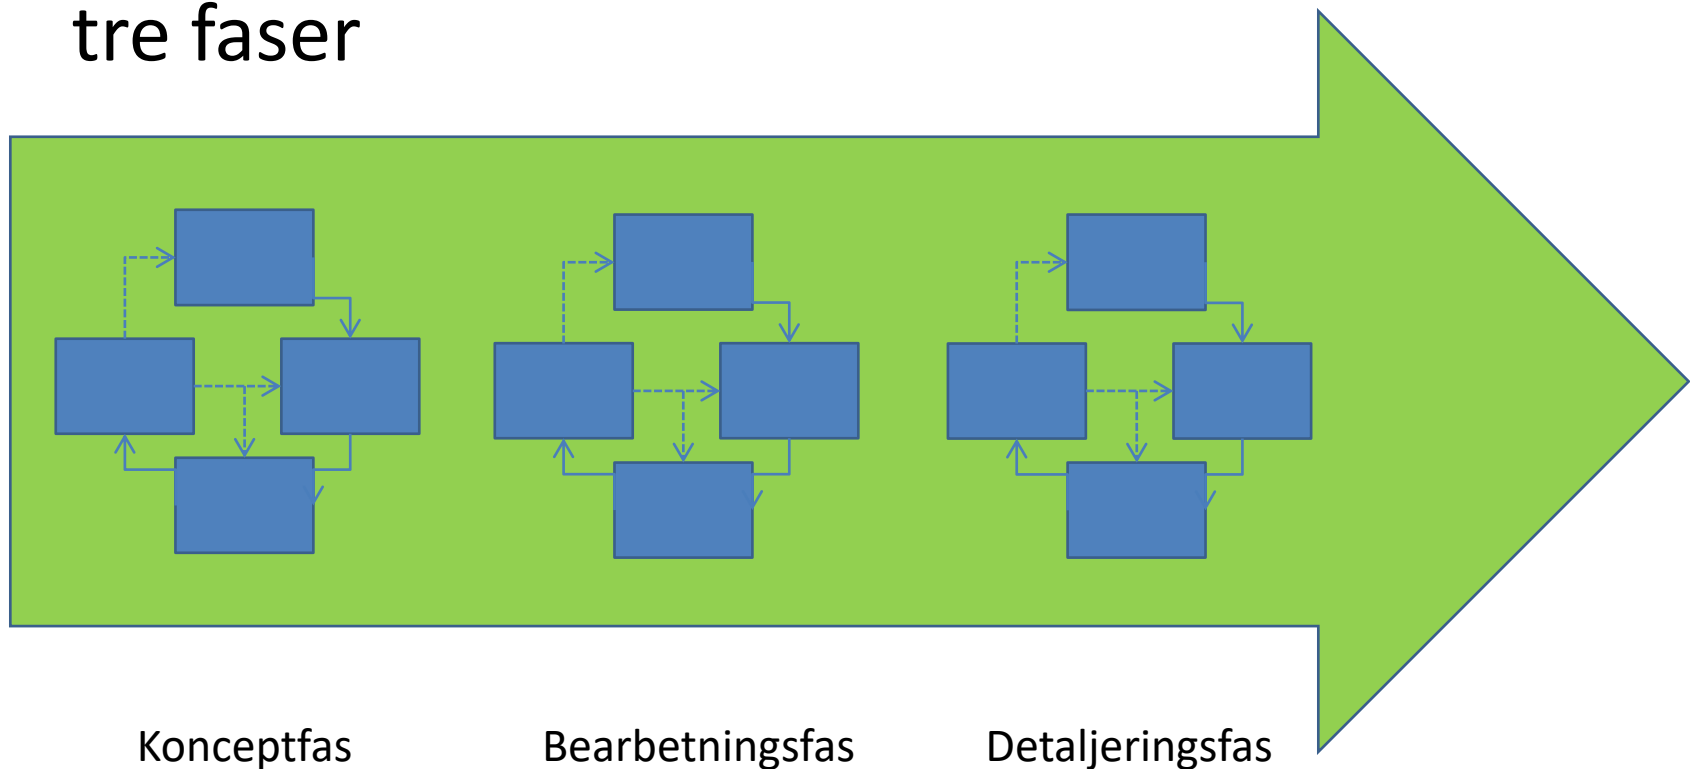 tre faser
Konceptfas
Bearbetningsfas
Detaljeringsfas